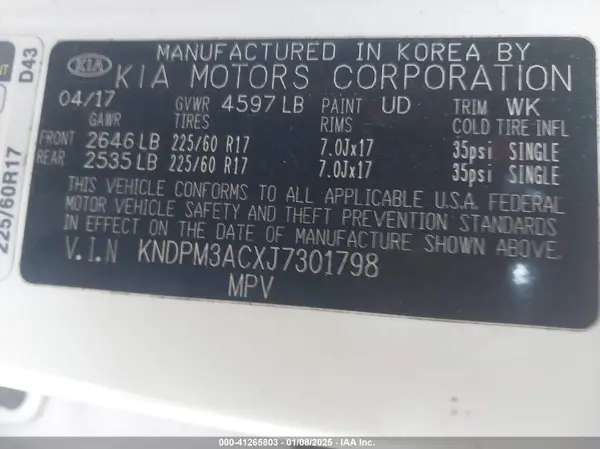 MANUFACTURED IN KOREA BY
KIA KIA MOTORS CORPORATION
04/17 GVWR 4597 LB PAINT UD TRIM WK
GAWR TIRES RIMS COLD TIRE INFL
FRONT 2646 LB 225/60 R17 7.0Jx17 35psi SINGLE
REAR 2535 LB 225/60 R17 7.0Jx17 35psi SINGLE
THIS VEHICLE CONFORMS TO ALL APPLICABLE U.S.A. FEDERAL
MOTOR VEHICLE SAFETY AND THEFT PREVENTION STANDARDS
IN EFFECT ON THE DATE OF MANUFACTURE SHOWN ABOVE.
V.I.N KNDPM3ACXJ7301798
MPV
D43
225/60R17
000-41265803 - 01/08/2025 - IAA Inc.